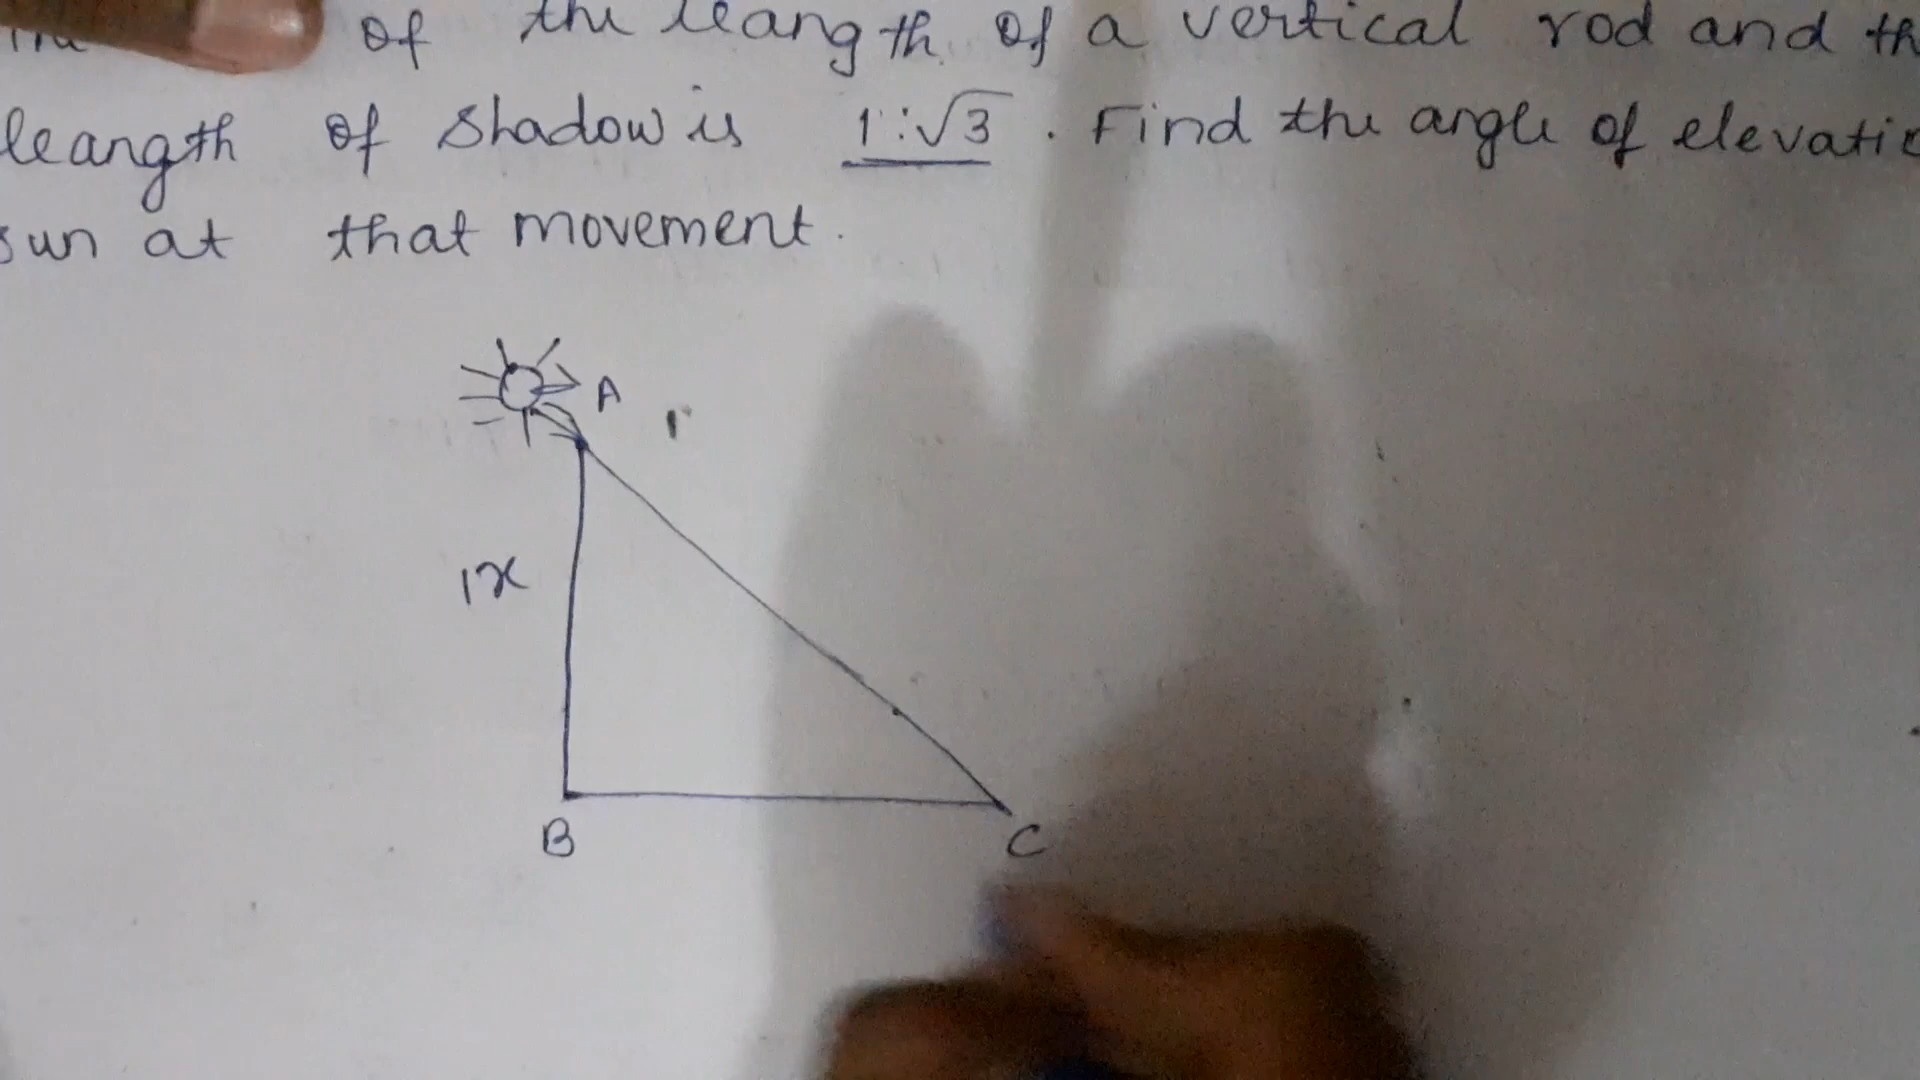 of the leangth of a vertical rod and th
leangth of shadow is 1:√3. Find the angle of elevatio
sun at that movement.
A
1x
B
C